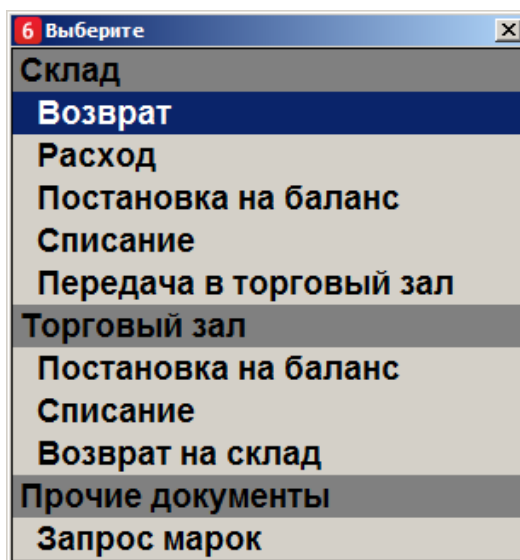 6 Выберите
Склад
Возврат
Расход
Постановка на баланс
Списание
Передача в торговый зал
Торговый зал
Постановка на баланс
Списание
Возврат на склад
Прочие документы
Запрос марок